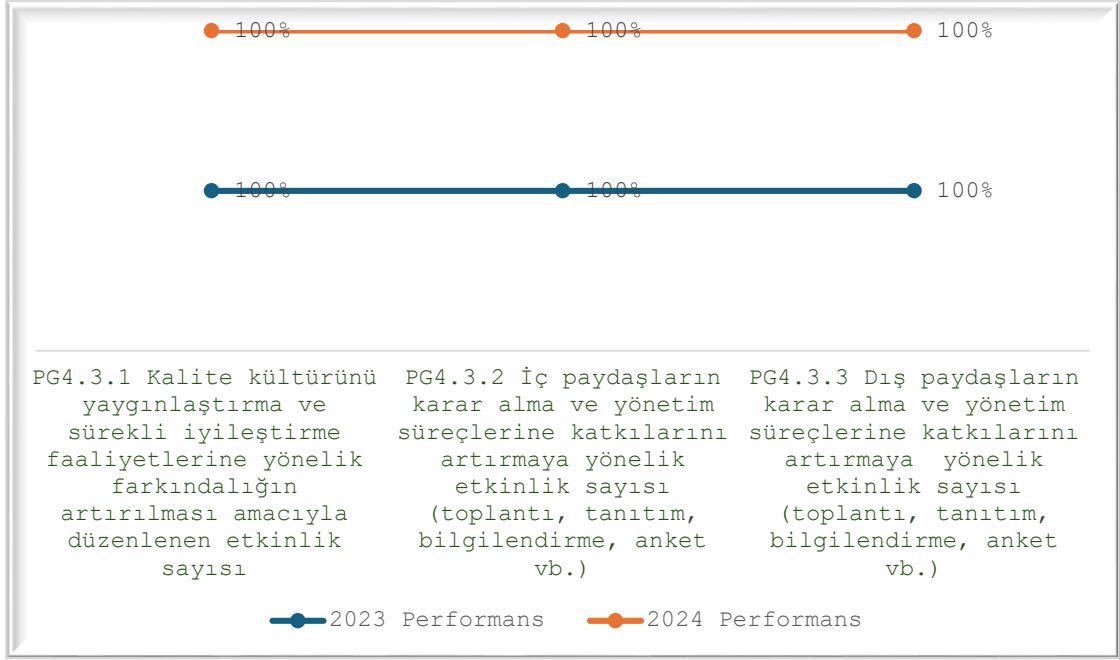 100% 100% 100%
100% 100% 100%
PG4.3.1 Kalite kültürünü
yaygınlaştırma ve
sürekli iyileştirme
faaliyetlerine yönelik
farkındalığın
artırılması amacıyla
düzenlenen etkinlik
sayısı
PG4.3.2 İç paydaşların
karar alma ve yönetim
süreçlerine katkılarını
artırmaya yönelik
etkinlik sayısı
(toplantı, tanıtım,
bilgilendirme, anket
vb.)
PG4.3.3 Dış paydaşların
karar alma ve yönetim
süreçlerine katkılarını
artırmaya yönelik
etkinlik sayısı
(toplantı, tanıtım,
bilgilendirme, anket
vb.)
2023 Performans 2024 Performans